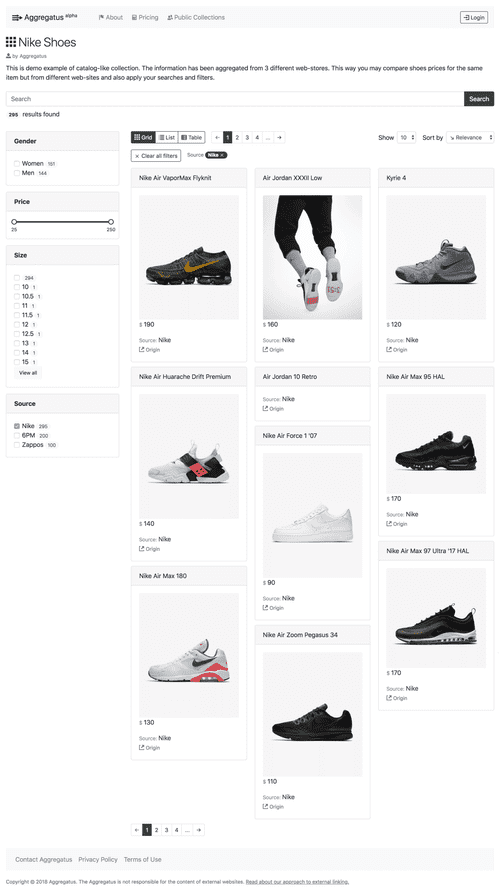 Aggregatus alpha
About
Pricing
Public Collections
Login
Nike Shoes
by Aggregatus
This is demo example of catalog-like collection. The information has been aggregated from 3 different web-stores. This way you may compare shoes prices for the same
item but from different web-sites and also apply your searches and filters.
Search
Search
295 results found
Gender
Women 151
Men 144
Price
25
250
Size
294
10 1
10.5 1
11 1
11.5 1
12 1
12.5 1
13 1
14 1
15 1
View all
Source
Nike 295
6PM 200
Zappos 100
Grid
List
Table
← 1 2 3 4 ... →
Show 10
Sort by ↘ Relevance
× Clear all filters
Source Nike ×
Nike Air VaporMax Flyknit
$ 190
Source: Nike
Origin
Air Jordan XXXII Low
$ 160
Source: Nike
Origin
Kyrie 4
$ 120
Source: Nike
Origin
Nike Air Huarache Drift Premium
$ 140
Source: Nike
Origin
Air Jordan 10 Retro
Source: Nike
Origin
Nike Air Max 95 HAL
$ 170
Source: Nike
Origin
Nike Air Force 1 '07
$ 90
Source: Nike
Origin
Nike Air Max 97 Ultra '17 HAL
$ 170
Source: Nike
Origin
Nike Air Max 180
$ 130
Source: Nike
Origin
Nike Air Zoom Pegasus 34
$ 110
Source: Nike
Origin
← 1 2 3 4 ... →
Contact Aggregatus
Privacy Policy
Terms of Use
Copyright © 2018 Aggregatus. The Aggregatus is not responsible for the content of external websites. Read about our approach to external linking.